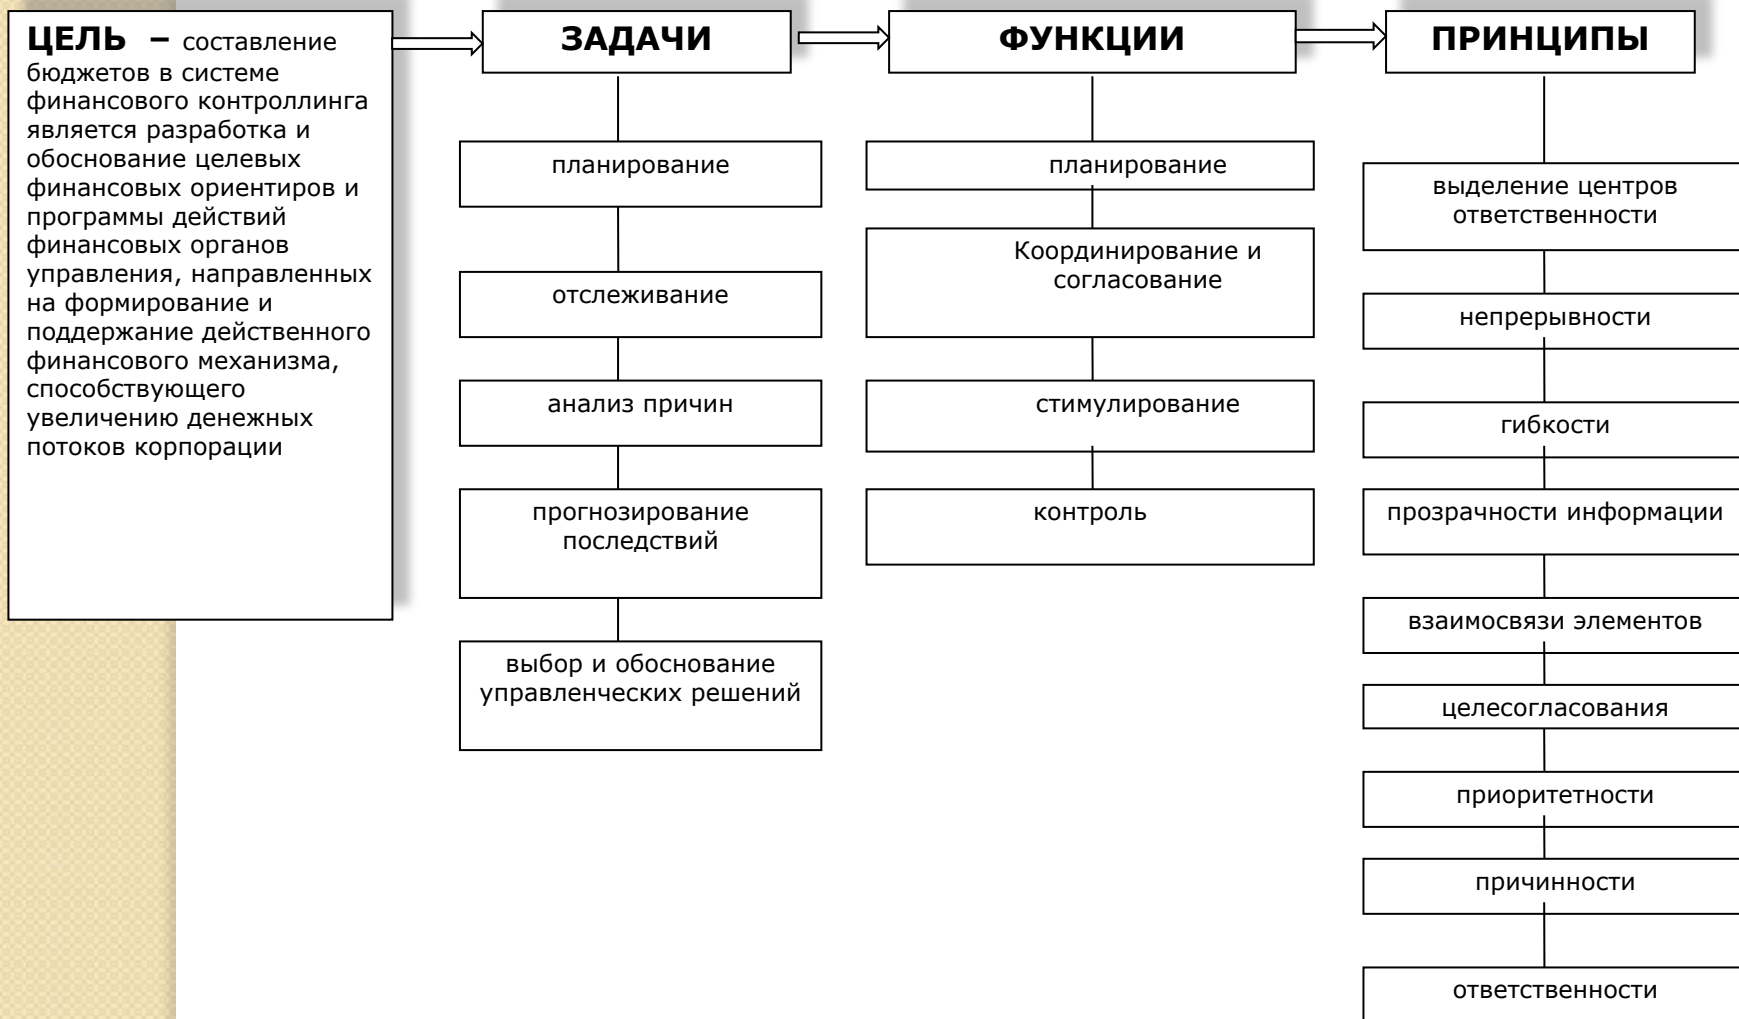 ЦЕЛЬ – составление
бюджетов в системе
финансового контроллинга
является разработка и
обоснование целевых
финансовых ориентиров и
программы действий
финансовых органов
управления, направленных
на формирование и
поддержание действенного
финансового механизма,
способствующего
увеличению денежных
потоков корпорации
ЗАДАЧИ
планирование
отслеживание
анализ причин
прогнозирование
последствий
выбор и обоснование
управленческих решений
ФУНКЦИИ
планирование
Координирование и
согласование
стимулирование
контроль
ПРИНЦИПЫ
выделение центров
ответственности
непрерывности
гибкости
прозрачности информации
взаимосвязи элементов
целесогласования
приоритетности
причинности
ответственности